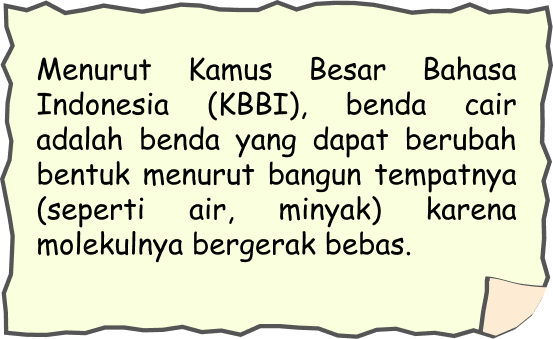 Menurut Kamus Besar Bahasa
Indonesia (KBBI), benda cair
adalah benda yang dapat berubah
bentuk menurut bangun tempatnya
(seperti air, minyak) karena
molekulnya bergerak bebas.